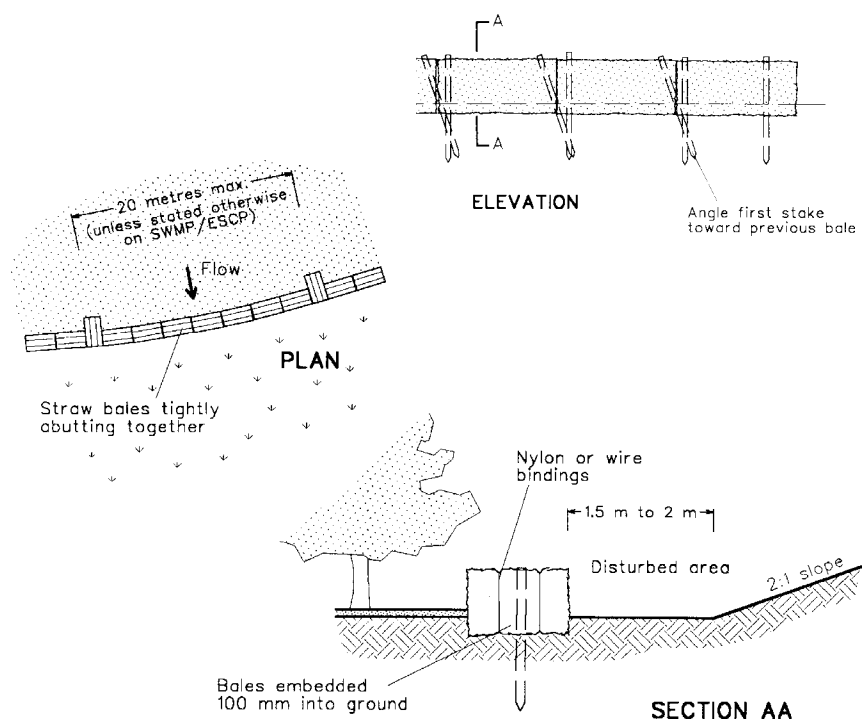 A
A
ELEVATION
Angle first stake
toward previous bale
20 metres max.
(unless stated otherwise
on SWMP/ESCP)
Flow
PLAN
Straw bales tightly
abutting together
Nylon or wire
bindings
1.5 m to 2 m
Disturbed area
2:1 slope
Bales embedded
100 mm into ground
SECTION AA